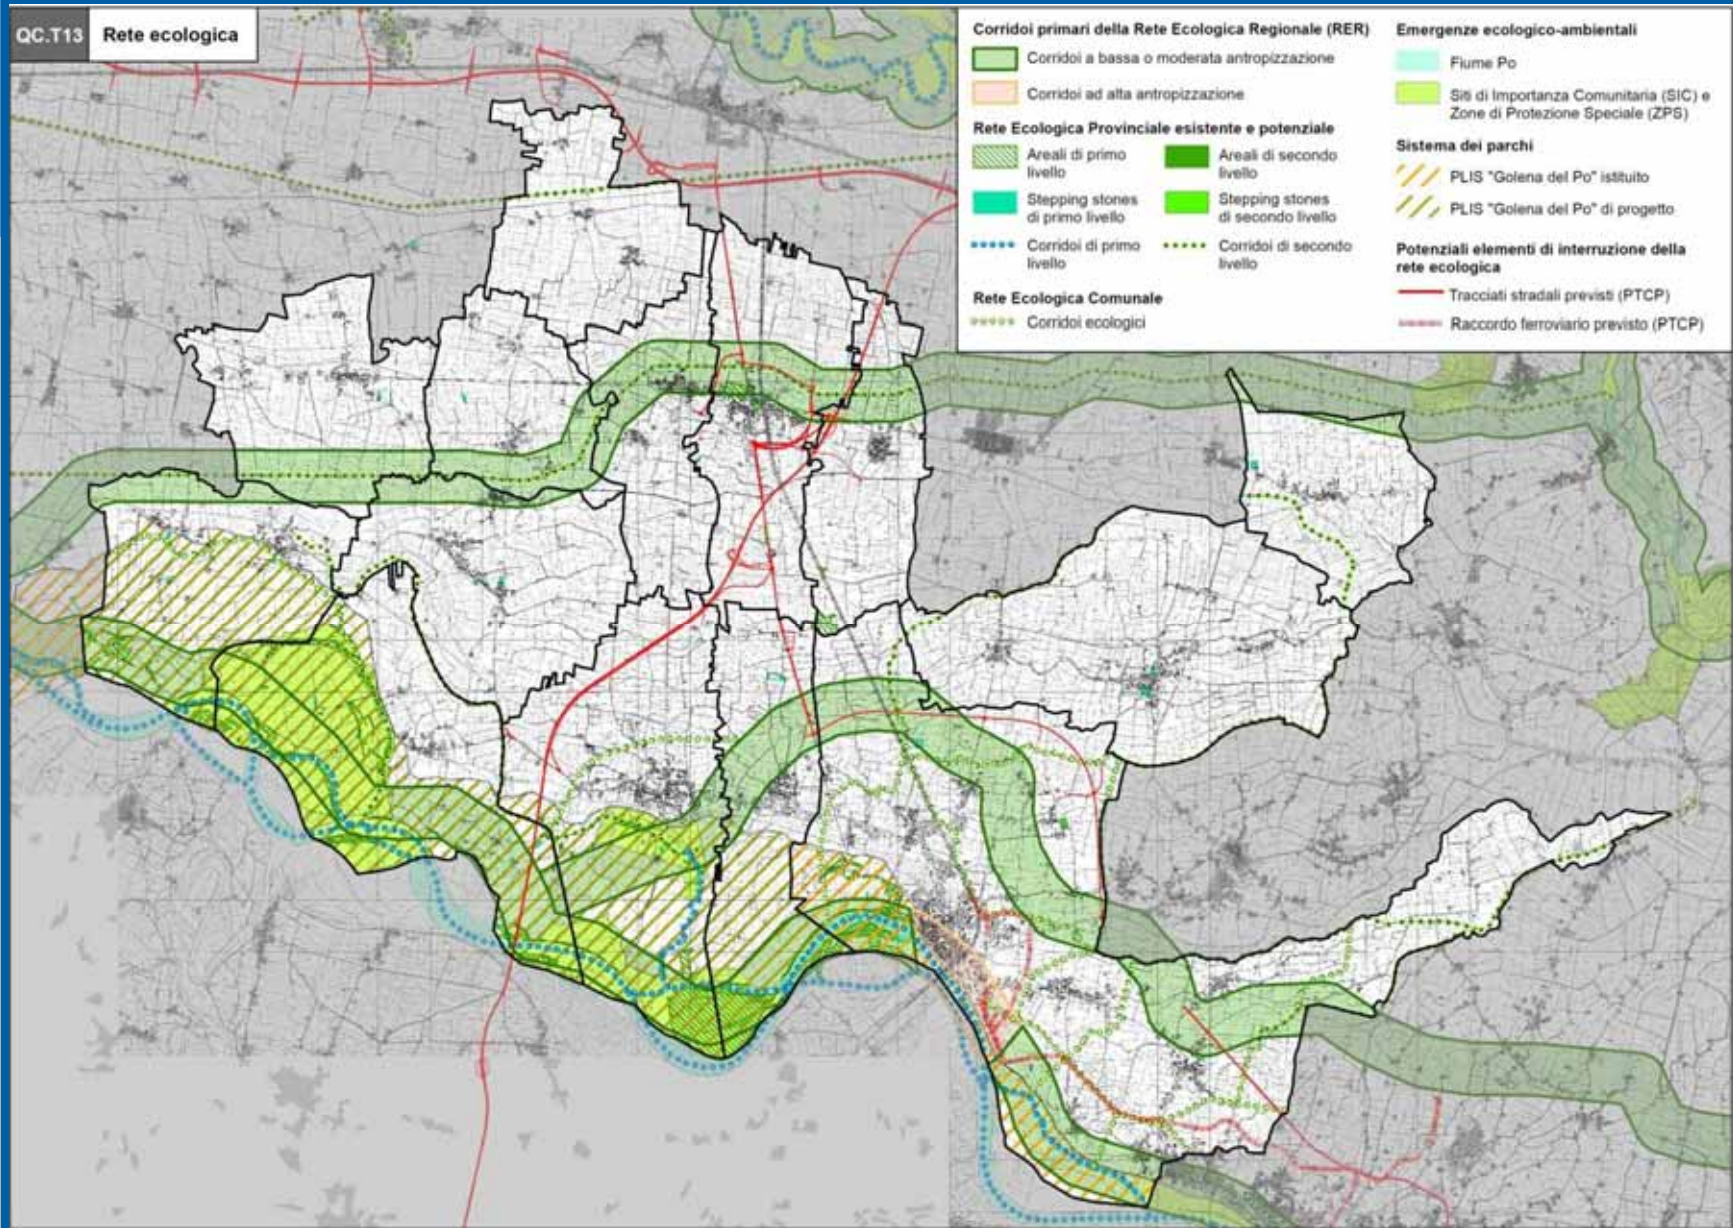 QC.T13 Rete ecologica
Corridoi primari della Rete Ecologica Regionale (RER)
Corridoi a bassa o moderata antropizzazione
Corridoi ad alta antropizzazione
Rete Ecologica Provinciale esistente e potenziale
Areali di primo
livello
Areali di secondo
livello
Stepping stones
di primo livello
Stepping stones
di secondo livello
Corridoi di primo
livello
Corridoi di secondo
livello
Rete Ecologica Comunale
Corridoi ecologici
Emergenze ecologico-ambientali
Fiume Po
Siti di Importanza Comunitaria (SIC) e
Zone di Protezione Speciale (ZPS)
Sistema dei parchi
PLIS "Golena del Po" istituito
PLIS "Golena del Po" di progetto
Potenziali elementi di interruzione della
rete ecologica
Tracciati stradali previsti (PTCP)
Raccordo ferroviario previsto (PTCP)